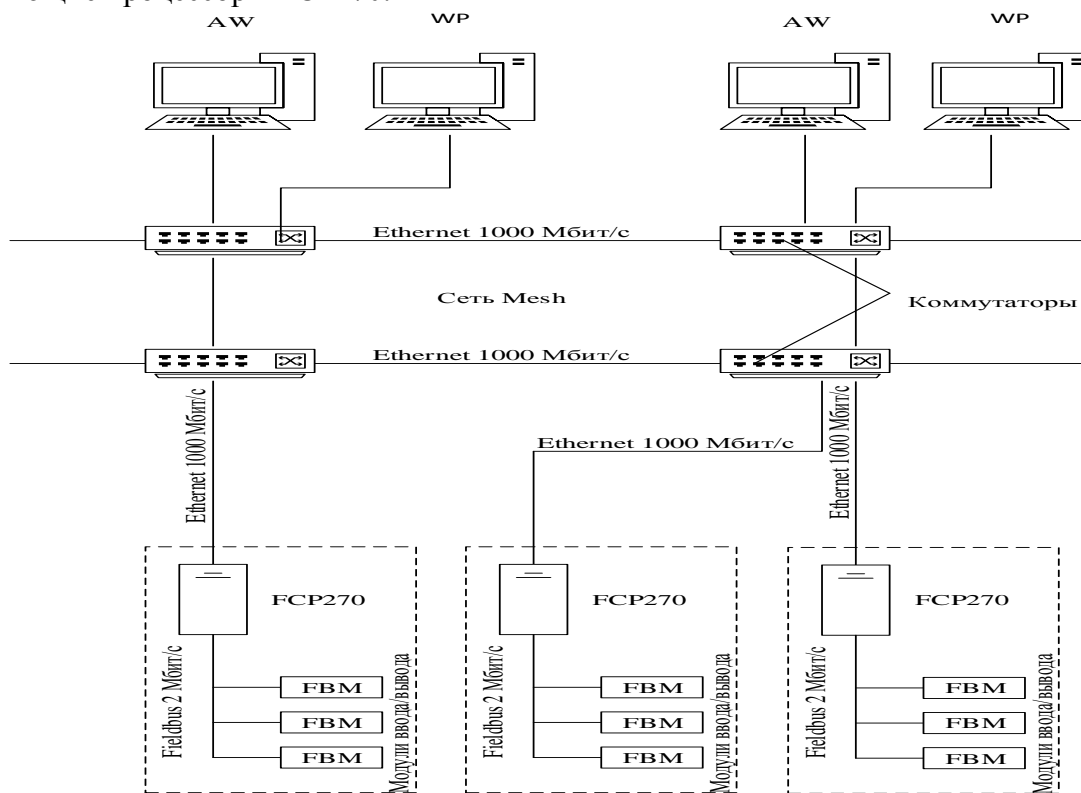 AW
WP
AW
WP
Ethernet 1000 Мбит/с
Сеть Mesh
Коммутаторы
Ethernet 1000 Мбит/с
Ethernet 1000 Мбит/с
Ethernet 1000 Мбит/с
Ethernet 1000 Мбит/с
FCP270
FCP270
FCP270
Fieldbus 2 Мбит/с
FBM
FBM
FBM
Модули ввода/вывода
Fieldbus 2 Мбит/с
FBM
FBM
FBM
Модули ввода/вывода
Fieldbus 2 Мбит/с
FBM
FBM
FBM
Модули ввода/вывода